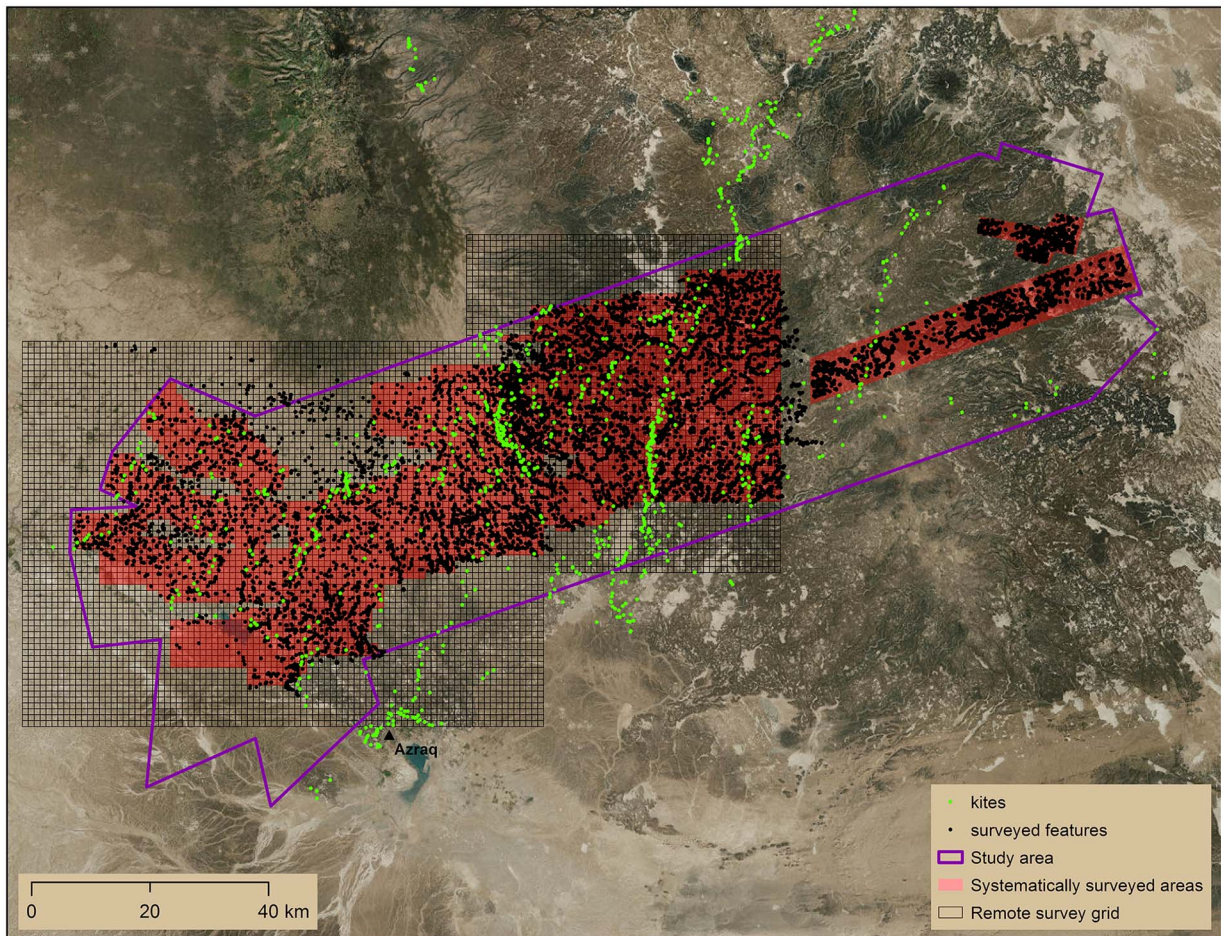 Azraq
kites
surveyed features
Study area
Systematically surveyed areas
Remote survey grid
0 20 40 km